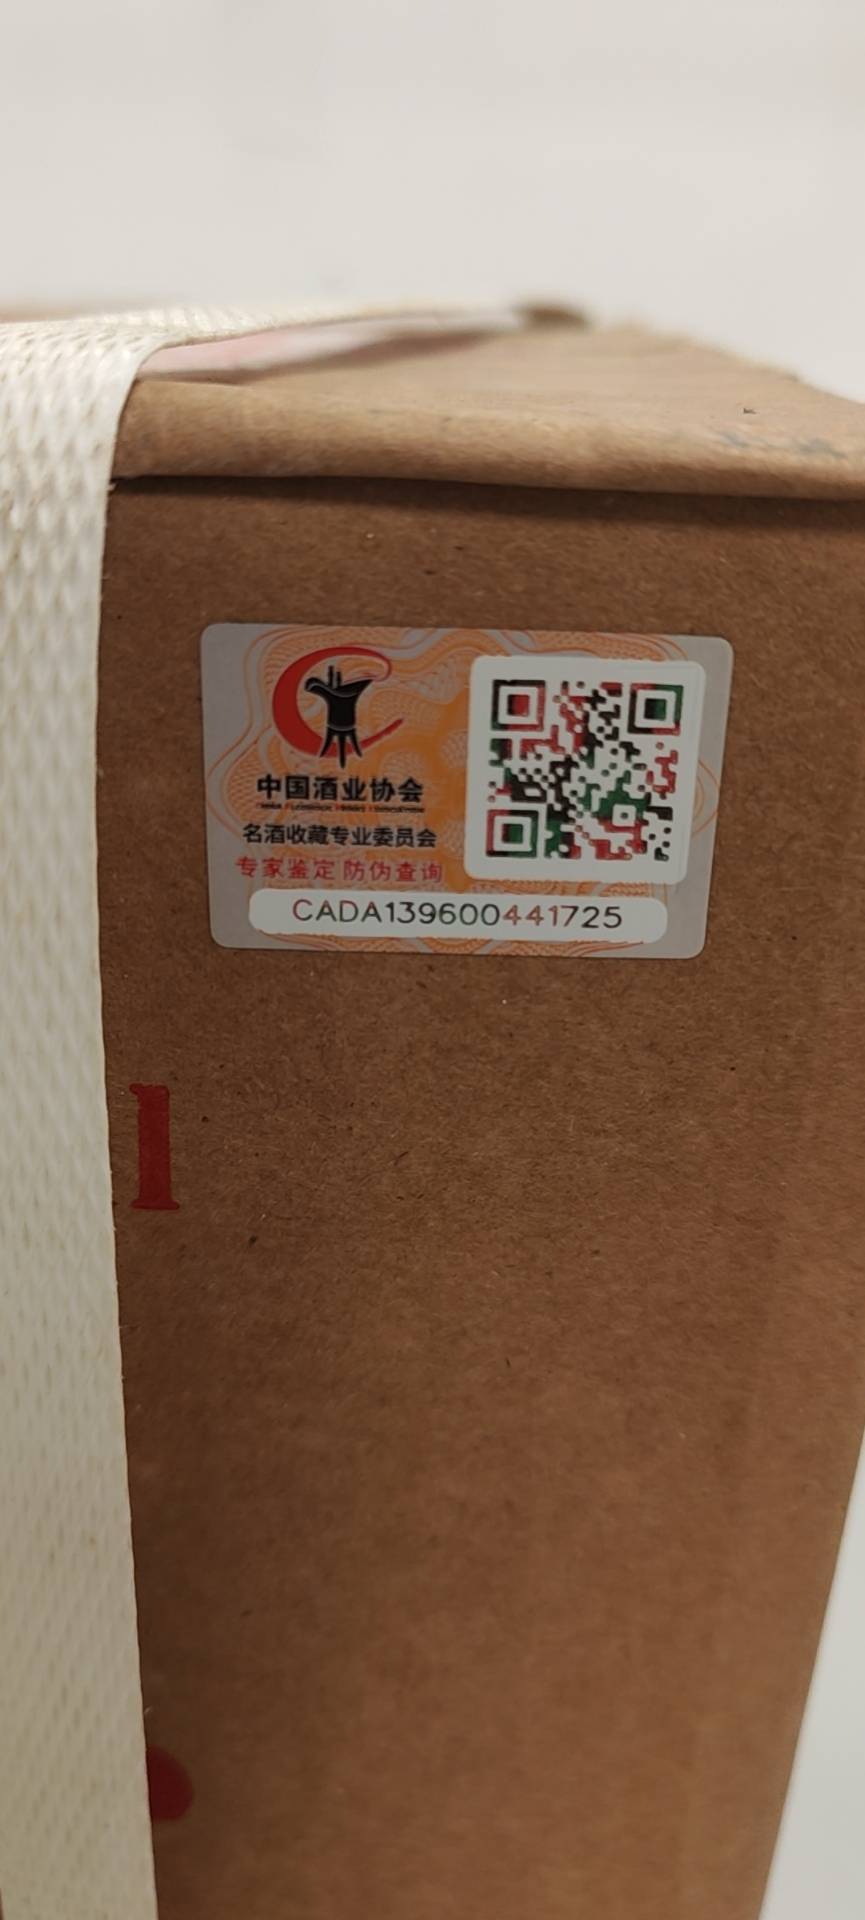 中国酒业协会
名酒收藏专业委员会
专家鉴定 防伪查询
CADA139600441725
l